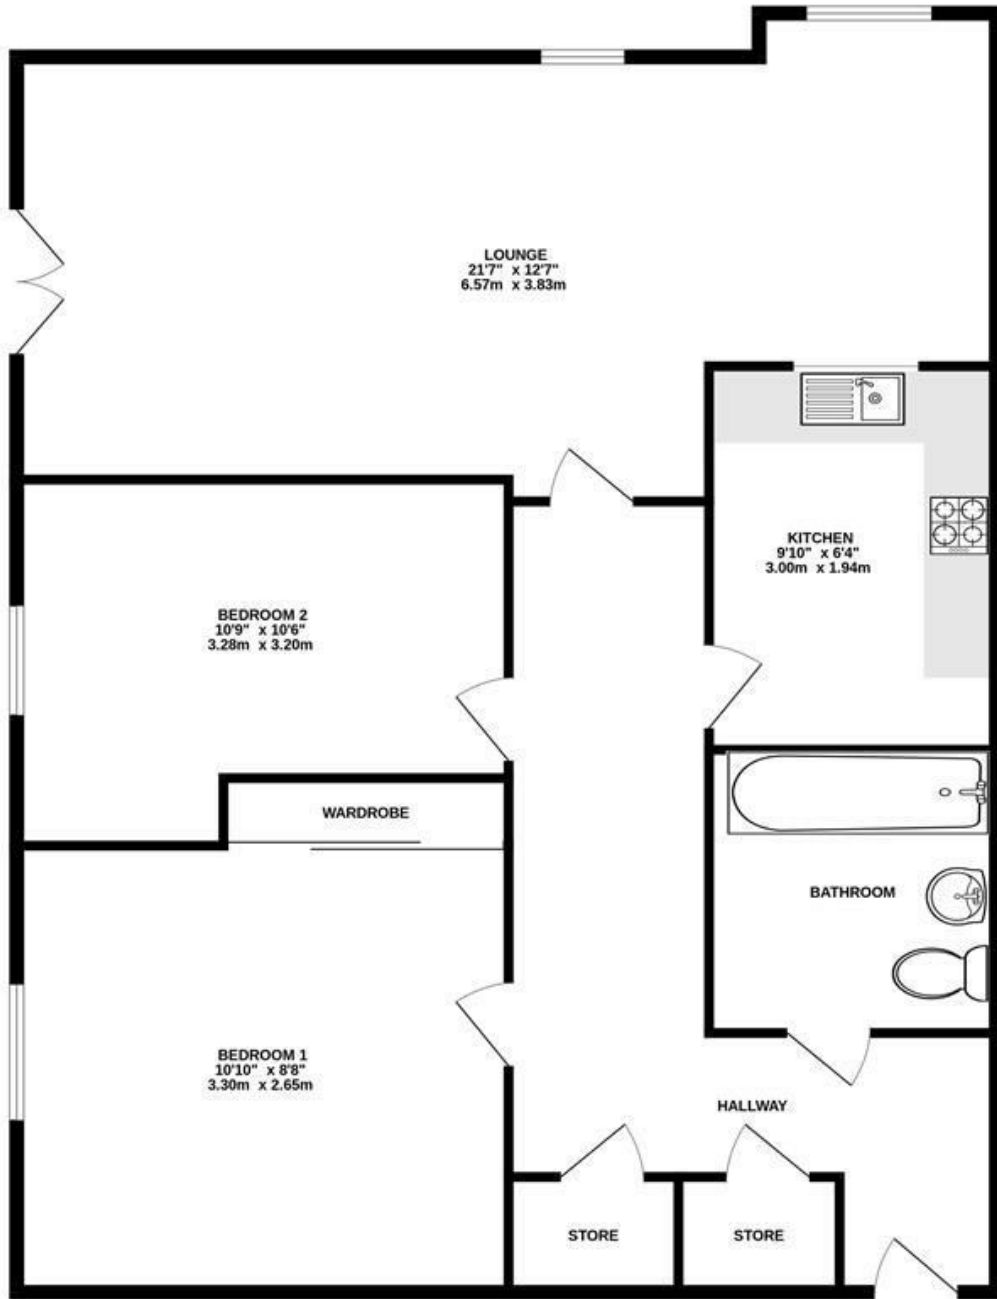 LOUNGE
21'7" x 12'7"
6.57m x 3.83m
KITCHEN
9'10" x 6'4"
3.00m x 1.94m
BEDROOM 2
10'9" x 10'6"
3.28m x 3.20m
WARDROBE
BATHROOM
BEDROOM 1
10'10" x 8'8"
3.30m x 2.65m
HALLWAY
STORE
STORE